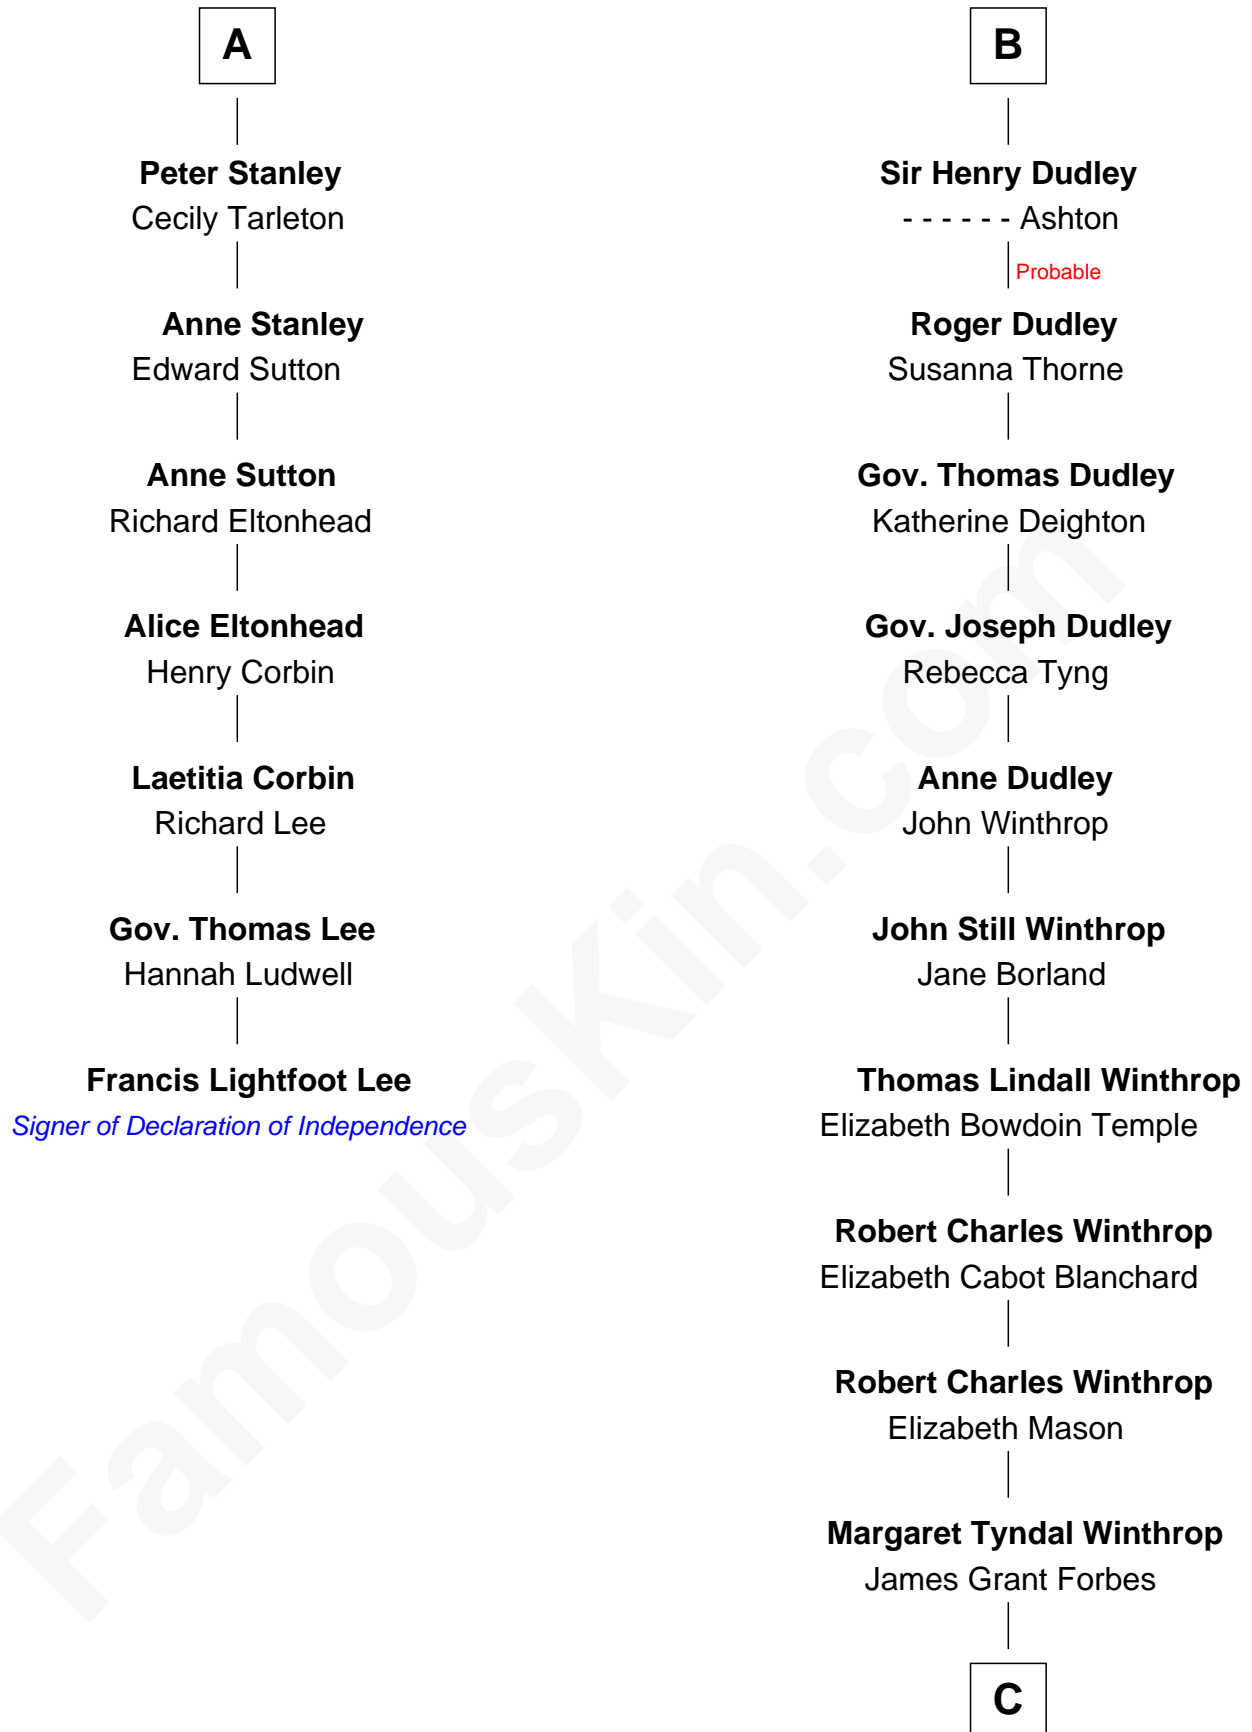 A
Peter Stanley
Cecily Tarleton
Anne Stanley
Edward Sutton
Anne Sutton
Richard Eltonhead
Alice Eltonhead
Henry Corbin
Laetitia Corbin
Richard Lee
Gov. Thomas Lee
Hannah Ludwell
Francis Lightfoot Lee
Signer of Declaration of Independence
B
Sir Henry Dudley
- - - - - - Ashton
Probable
Roger Dudley
Susanna Thorne
Gov. Thomas Dudley
Katherine Deighton
Gov. Joseph Dudley
Rebecca Tyng
Anne Dudley
John Winthrop
John Still Winthrop
Jane Borland
Thomas Lindall Winthrop
Elizabeth Bowdoin Temple
Robert Charles Winthrop
Elizabeth Cabot Blanchard
Robert Charles Winthrop
Elizabeth Mason
Margaret Tyndal Winthrop
James Grant Forbes
C
FamousKin.com